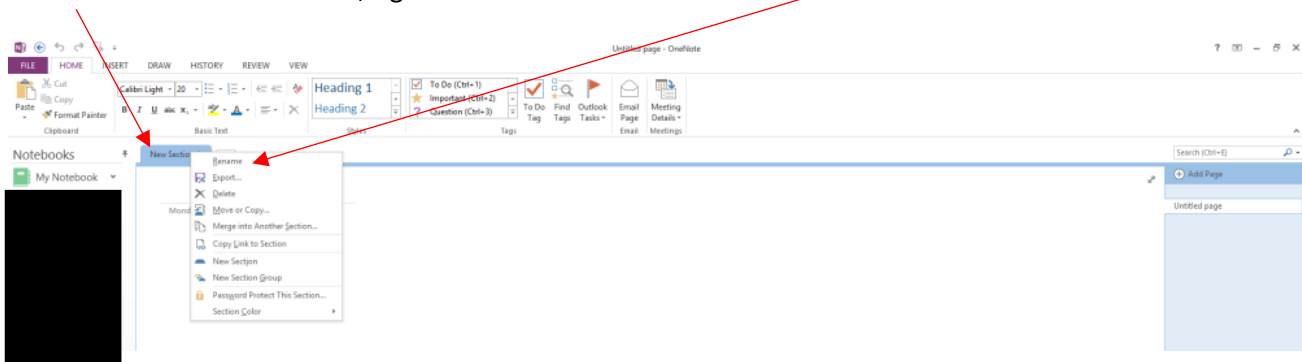 Untitled page - OneNote
FILE HOME INSERT DRAW HISTORY REVIEW VIEW
Paste
Cut
Copy
Format Painter
Clipboard
Calibri Light 20
B I U abc x₂ A
Basic Text
Heading 1
Heading 2
Styles
To Do (Ctrl+1)
Important (Ctrl+2)
? Question (Ctrl+3)
To Do Tag
Find Tags
Outlook Tasks
Tags
Email Page
Email
Meeting Details
Meetings
Notebooks
My Notebook
New Section
Search (Ctrl+E)
Add Page
Untitled page
Mond
Rename
Export...
Delete
Move or Copy...
Merge into Another Section...
Copy Link to Section
New Section
New Section Group
Password Protect This Section...
Section Color